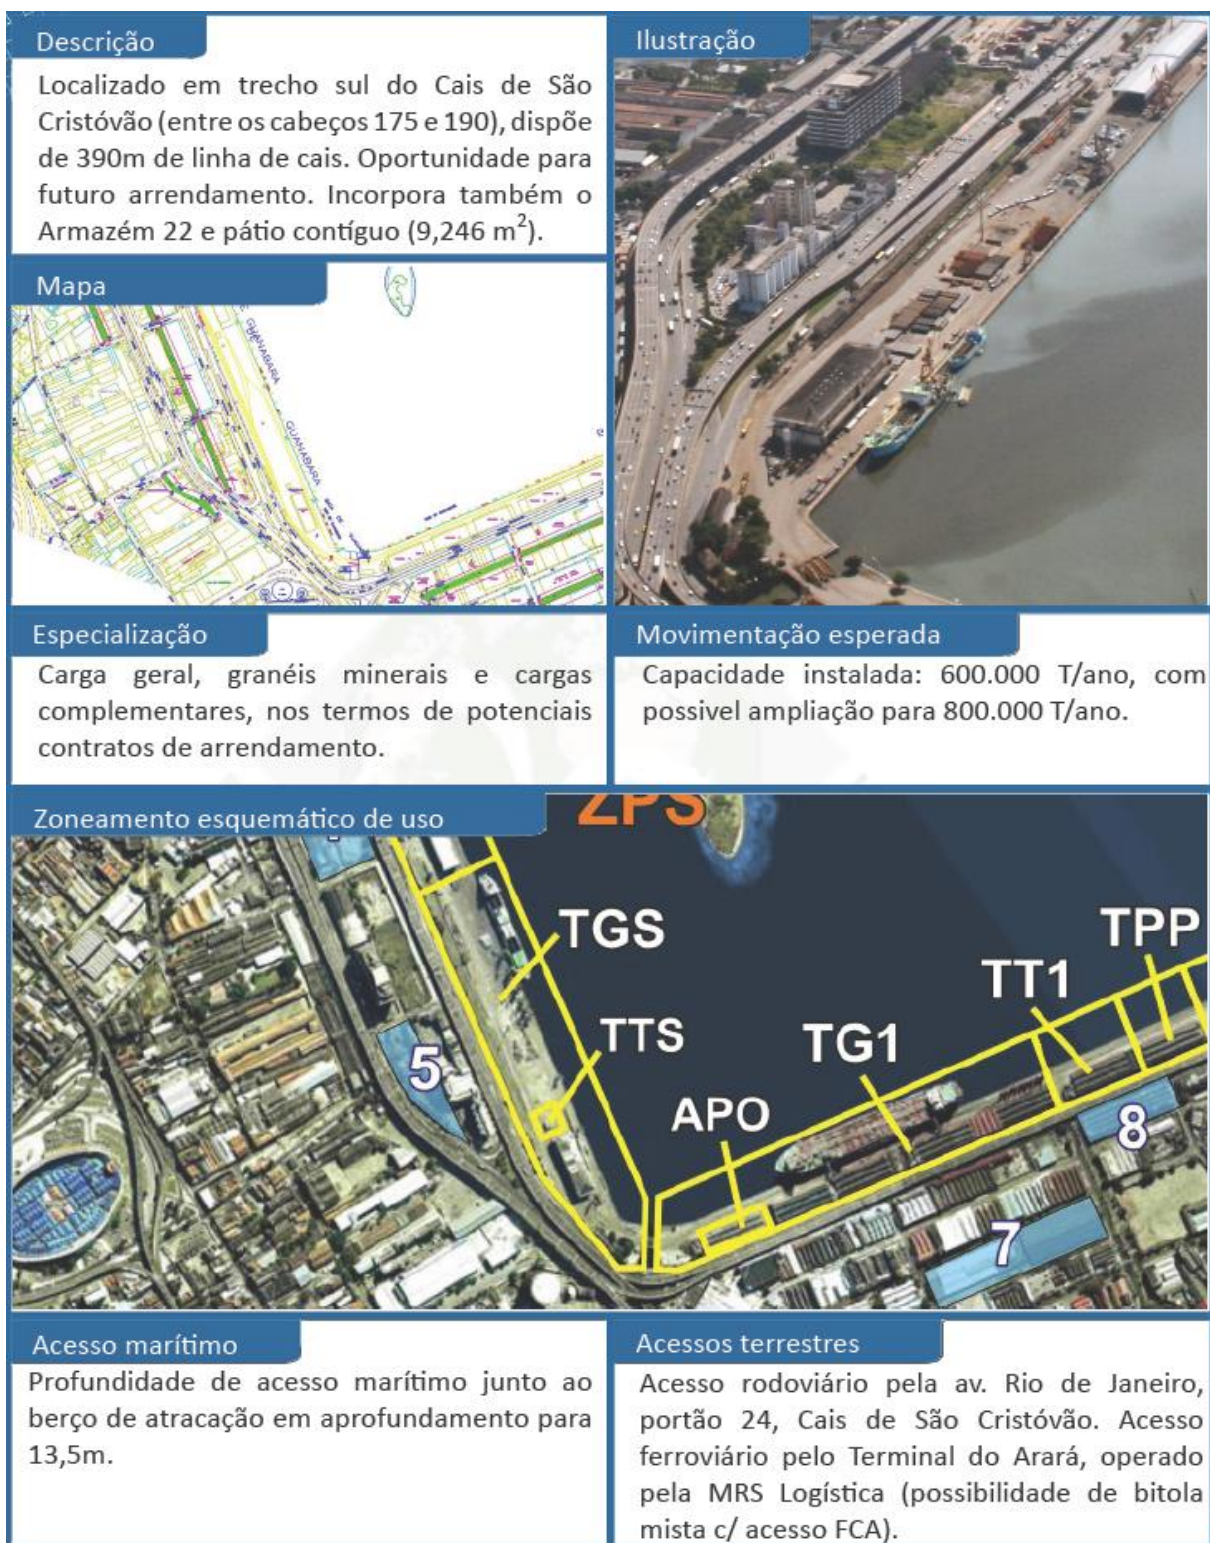 Descrição
Localizado em trecho sul do Cais de São
Cristóvão (entre os cabeços 175 e 190), dispõe
de 390m de linha de cais. Oportunidade para
futuro arrendamento. Incorpora também o
Armazém 22 e pátio contíguo (9,246 m²).
Ilustração
Mapa
GUANABARA
GUANABARA
Especialização
Carga geral, granéis minerais e cargas
complementares, nos termos de potenciais
contratos de arrendamento.
Movimentação esperada
Capacidade instalada: 600.000 T/ano, com
possivel ampliação para 800.000 T/ano.
Zoneamento esquemático de uso
ZPS
TGS
TPP
TT1
TTS
TG1
5
APO
8
7
Acesso marítimo
Profundidade de acesso marítimo junto ao
berço de atracação em aprofundamento para
13,5m.
Acessos terrestres
Acesso rodoviário pela av. Rio de Janeiro,
portão 24, Cais de São Cristóvão. Acesso
ferroviário pelo Terminal do Arará, operado
pela MRS Logística (possibilidade de bitola
mista c/ acesso FCA).